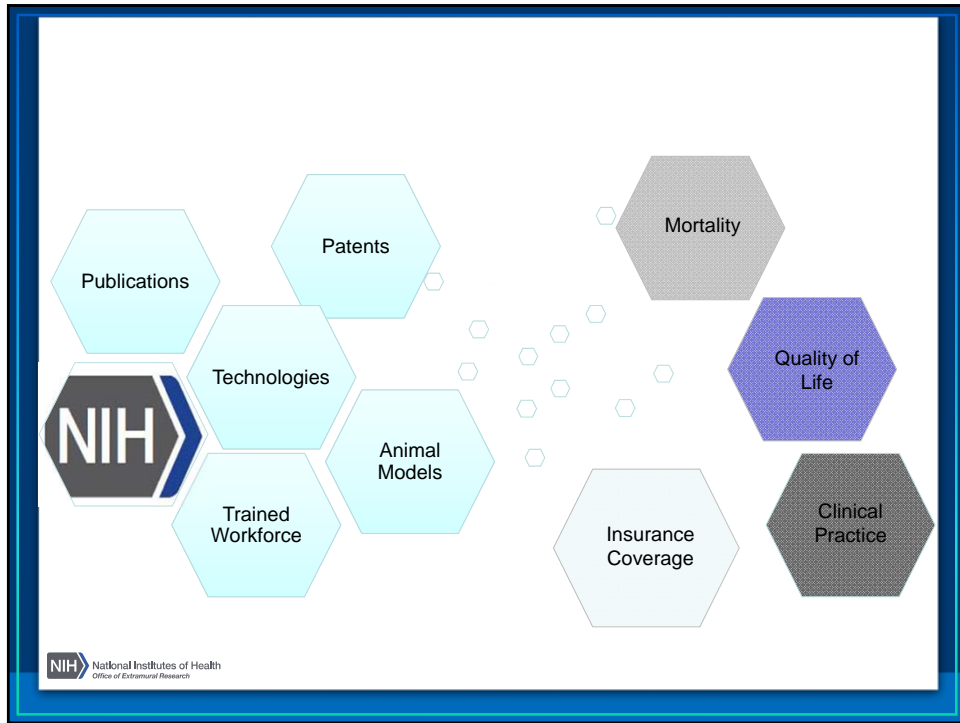 Mortality
Patents
Publications
Quality of
Life
Technologies
NIH
Animal
Models
Trained
Workforce
Insurance
Coverage
Clinical
Practice
NIH
National Institutes of Health
Office of Extramural Research